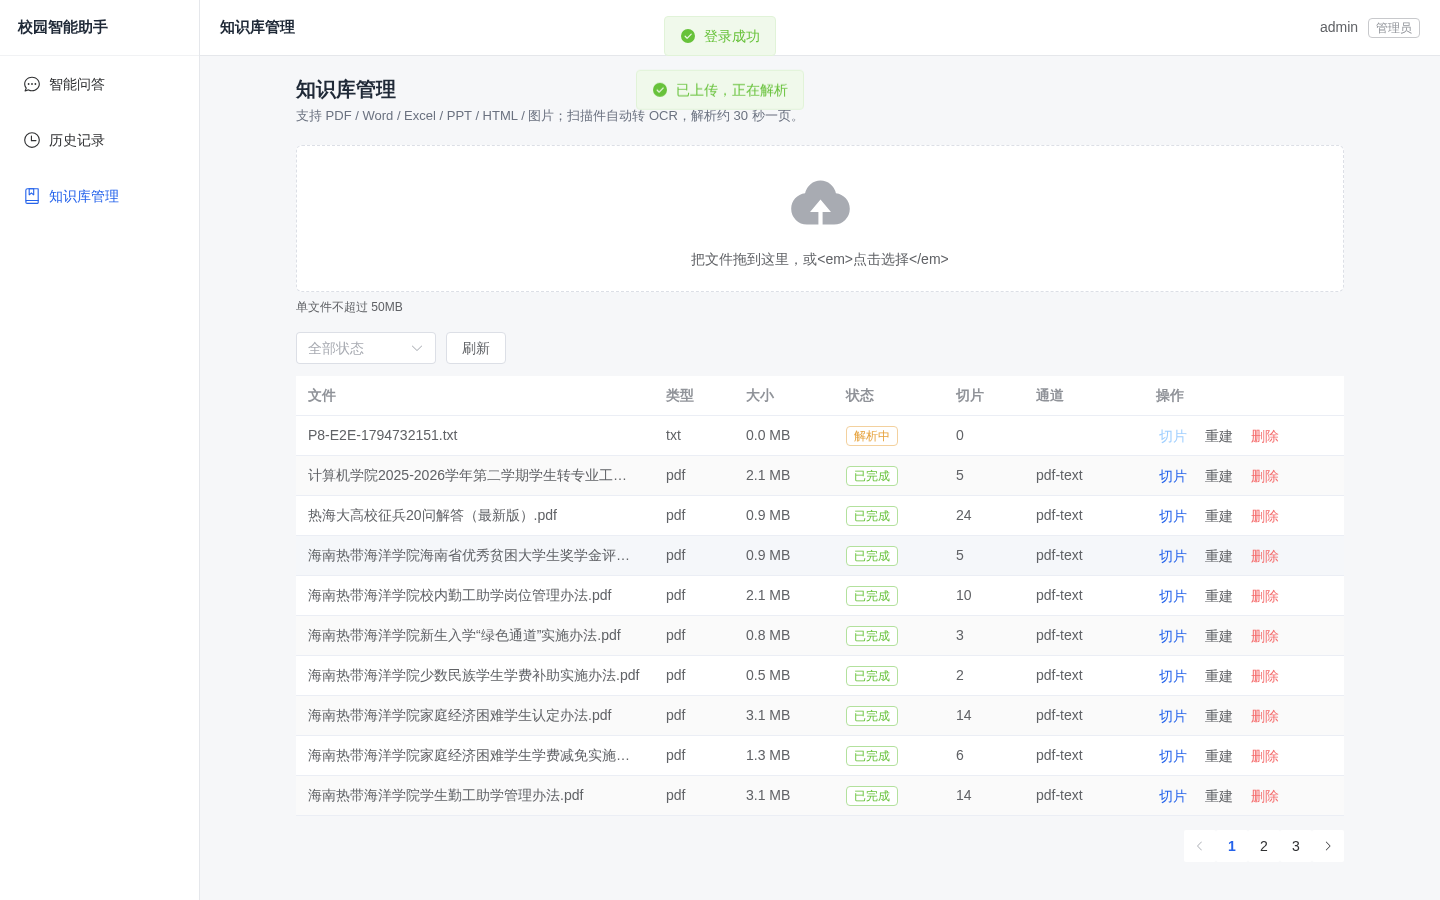 校园智能助手
知识库管理
登录成功
admin
管理员
智能问答
历史记录
知识库管理
知识库管理
已上传，正在解析
支持 PDF / Word / Excel / PPT / HTML / 图片；扫描件自动转 OCR，解析约 30 秒一页。
把文件拖到这里，或<em>点击选择</em>
单文件不超过 50MB
全部状态
刷新
文件 类型 大小 状态 切片 通道 操作
P8-E2E-1794732151.txt txt 0.0 MB 解析中 0 切片 重建 删除
计算机学院2025-2026学年第二学期学生转专业工… pdf 2.1 MB 已完成 5 pdf-text 切片 重建 删除
热海大高校征兵20问解答（最新版）.pdf pdf 0.9 MB 已完成 24 pdf-text 切片 重建 删除
海南热带海洋学院海南省优秀贫困大学生奖学金评… pdf 0.9 MB 已完成 5 pdf-text 切片 重建 删除
海南热带海洋学院校内勤工助学岗位管理办法.pdf pdf 2.1 MB 已完成 10 pdf-text 切片 重建 删除
海南热带海洋学院新生入学“绿色通道”实施办法.pdf pdf 0.8 MB 已完成 3 pdf-text 切片 重建 删除
海南热带海洋学院少数民族学生学费补助实施办法.pdf pdf 0.5 MB 已完成 2 pdf-text 切片 重建 删除
海南热带海洋学院家庭经济困难学生认定办法.pdf pdf 3.1 MB 已完成 14 pdf-text 切片 重建 删除
海南热带海洋学院家庭经济困难学生学费减免实施… pdf 1.3 MB 已完成 6 pdf-text 切片 重建 删除
海南热带海洋学院学生勤工助学管理办法.pdf pdf 3.1 MB 已完成 14 pdf-text 切片 重建 删除
1 2 3